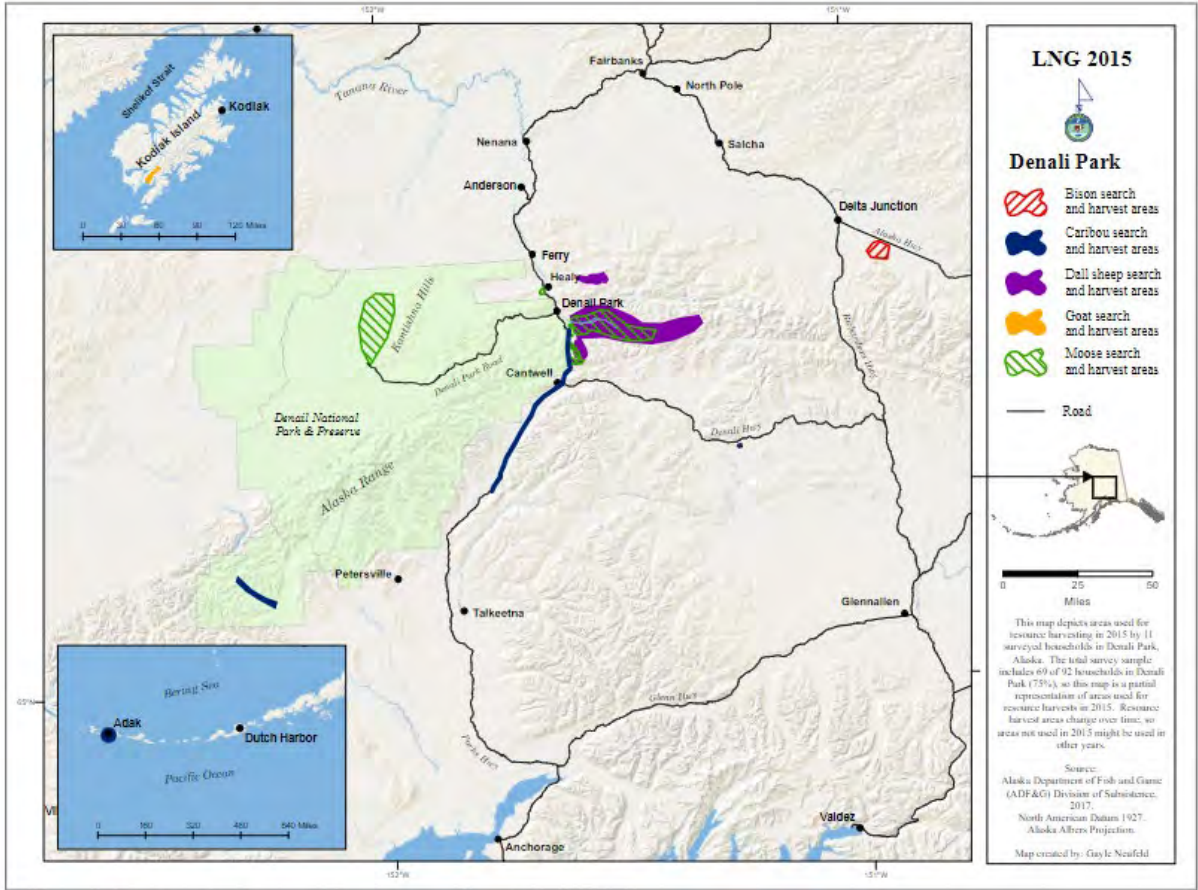 152°W
151°W
Shelikof Strait
Kodiak
Kodiak Island
0 30 60 90 120 Miles
Tanana River
Fairbanks
North Pole
Nenana
Salcha
Anderson
Delta Junction
Alaska Hwy
Ferry
Healy
Denali Park
Kantishna Hills
Richardson Hwy
Denali Park Road
Cantwell
Denail National
Park & Preserve
Denali Hwy
Alaska Range
Petersville
Talkeetna
Glennallen
Glenn Hwy
Parks Hwy
Bering Sea
Adak
Dutch Harbor
Pacific Ocean
0 160 320 480 640 Miles
Valdez
Anchorage
152°W
151°W
LNG 2015
Denali Park
Bison search
and harvest areas
Caribou search
and harvest areas
Dall sheep search
and harvest areas
Goat search
and harvest areas
Moose search
and harvest areas
Road
0 25 50
Miles
This map depicts areas used for
resource harvesting in 2015 by 11
surveyed households in Denali Park,
Alaska. The total survey sample
includes 69 of 92 households in Denali
Park (75%), so this map is a partial
representation of areas used for
resource harvests in 2015. Resource
harvest areas change over time, so
areas not used in 2015 might be used in
other years.
Source:
Alaska Department of Fish and Game
(ADF&G) Division of Subsistence,
2017.
North American Datum 1927.
Alaska Albers Projection.
Map created by: Gayle Neufeld